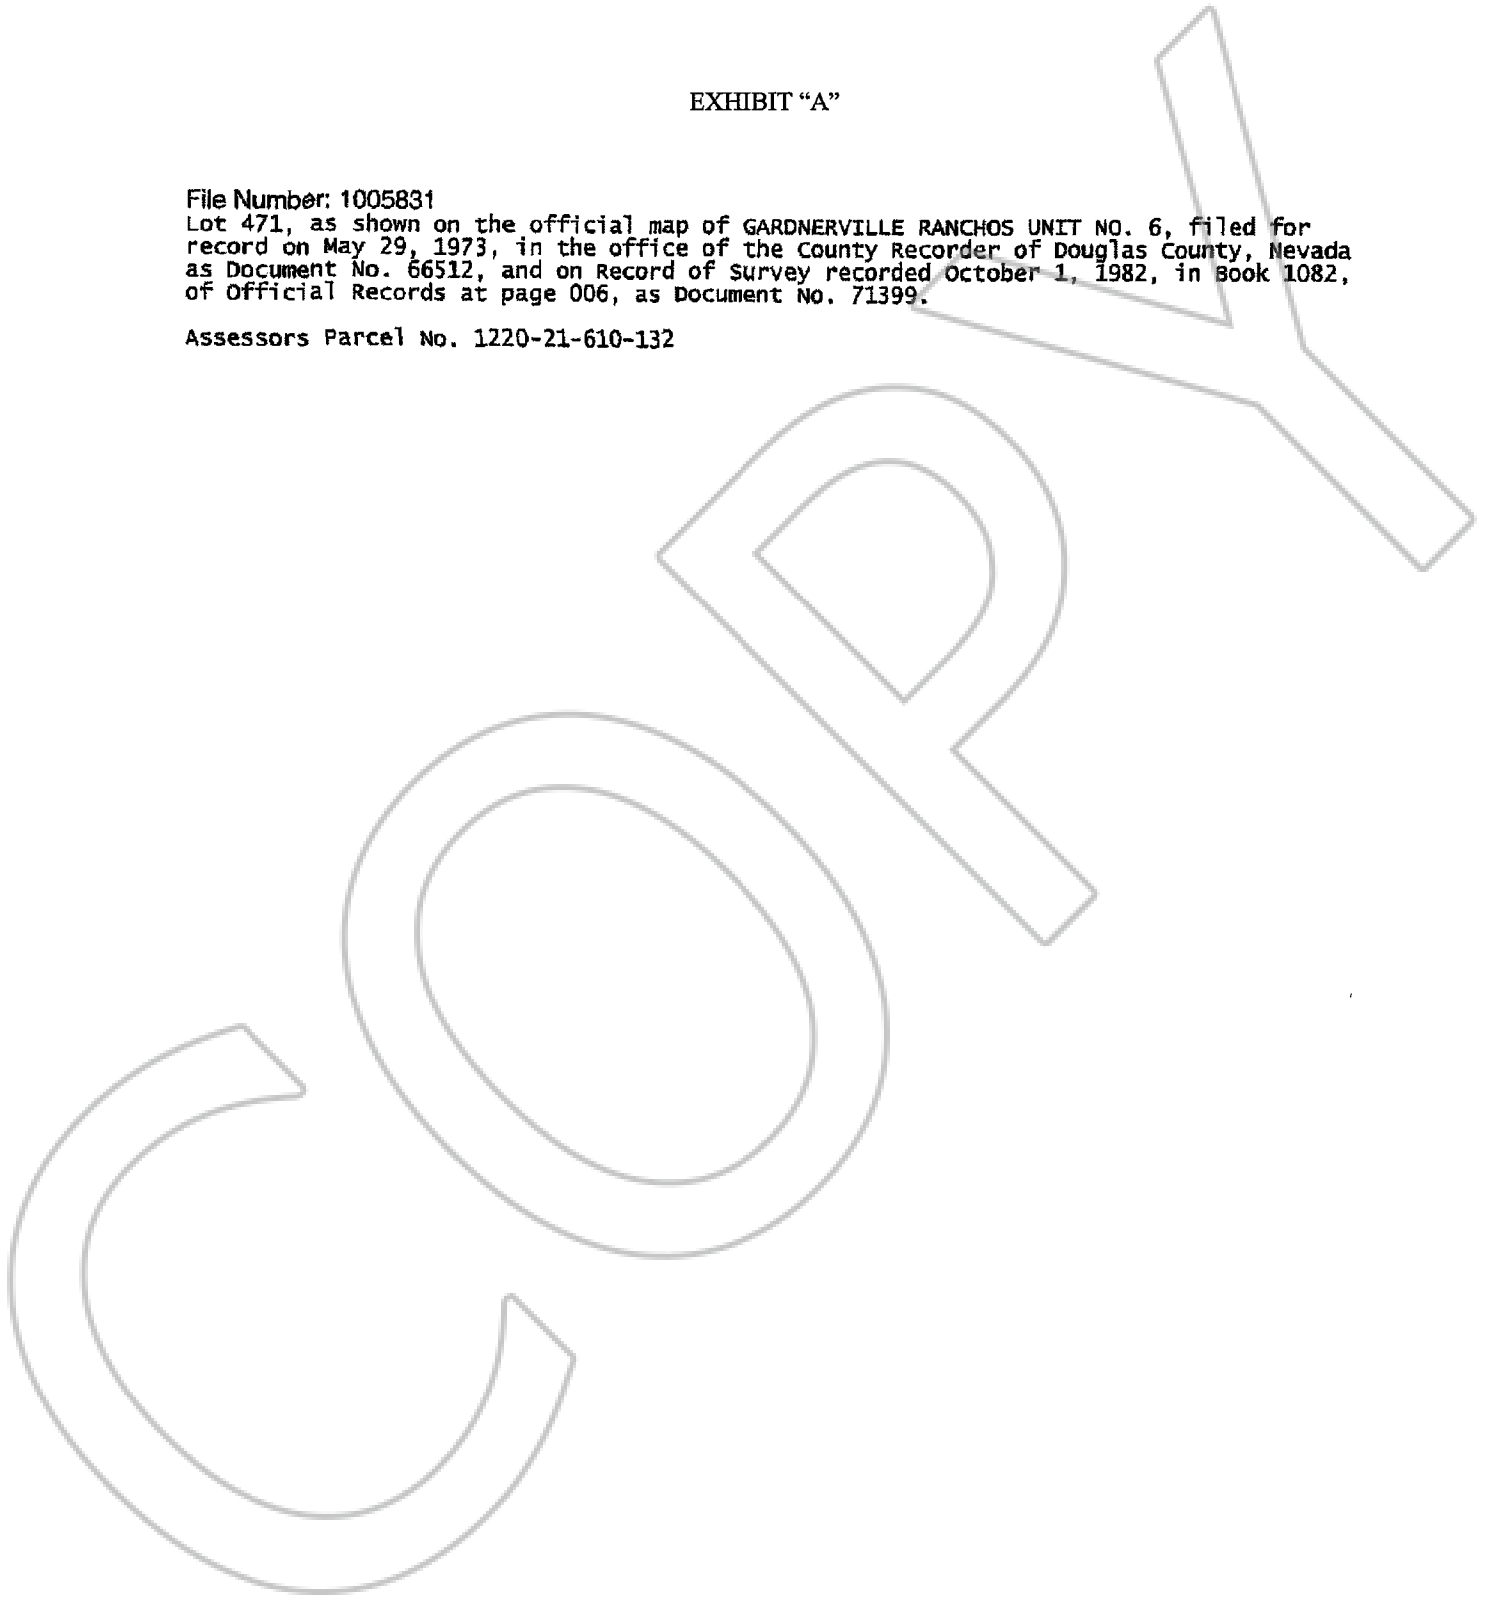 EXHIBIT “A”
File Number: 1005831
Lot 471, as shown on the official map of GARDNERVILLE RANCHOS UNIT NO. 6, filed for
record on May 29, 1973, in the office of the County Recorder of Douglas County, Nevada
as Document No. 66512, and on Record of Survey recorded October 1, 1982, in Book 1082,
of Official Records at page 006, as Document No. 71399.
Assessors Parcel No. 1220-21-610-132
COPY